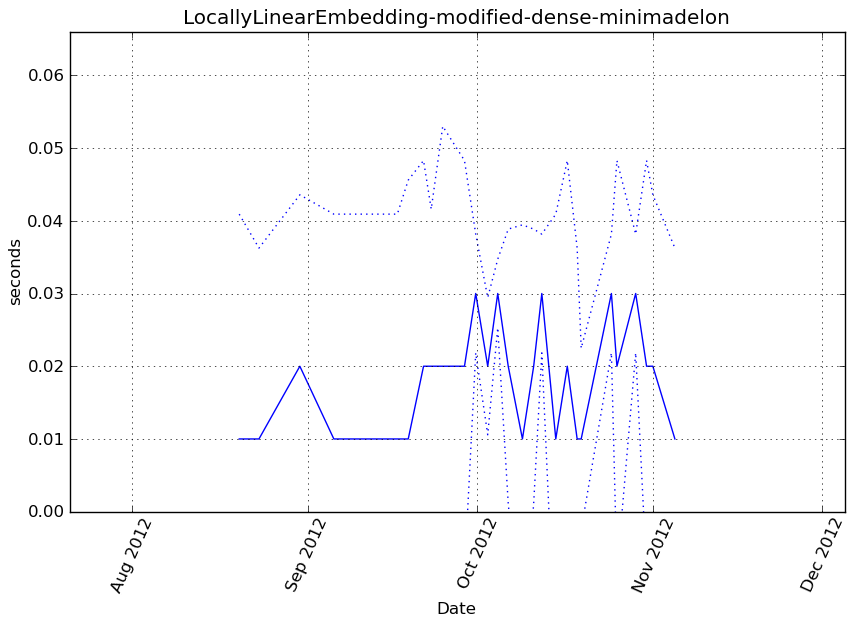 LocallyLinearEmbedding-modified-dense-minimadelon
0.06
0.05
0.04
0.03
0.02
0.01
0.00
seconds
Aug 2012
Sep 2012
Oct 2012
Nov 2012
Dec 2012
Date